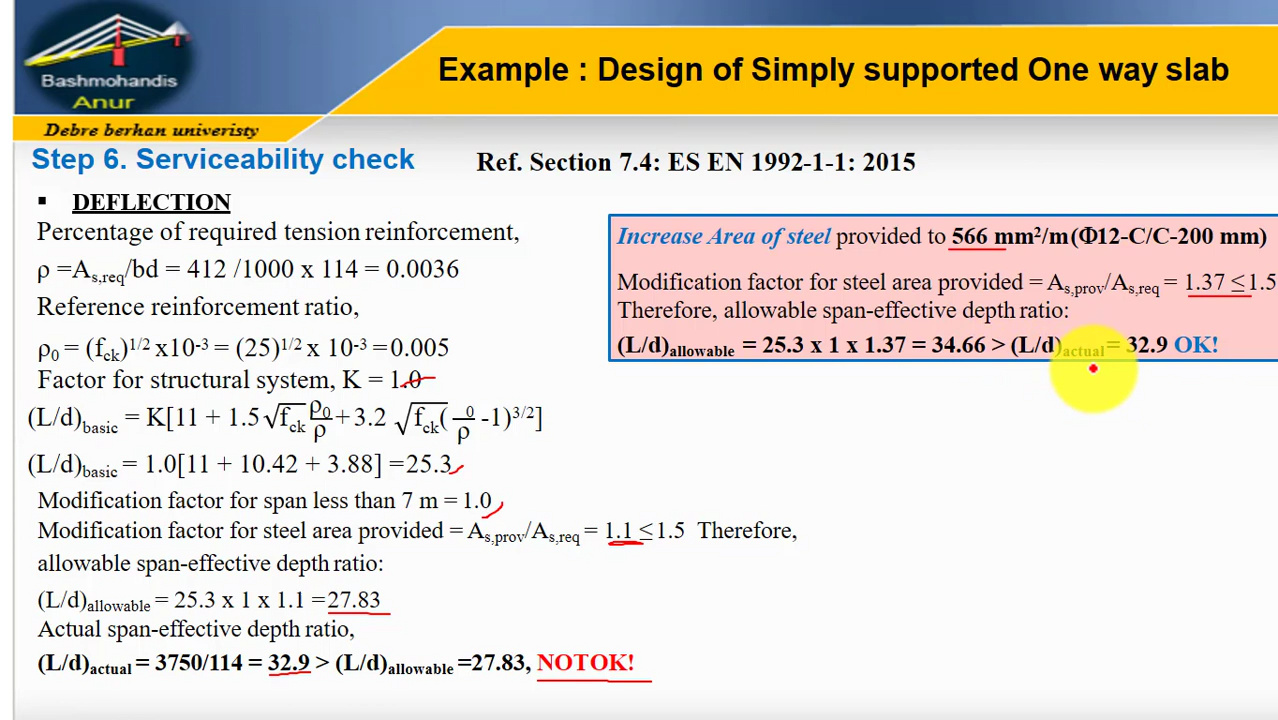 Bashmohandis
Anur
Debre berhan univeristy
Example : Design of Simply supported One way slab
Step 6. Serviceability check
Ref. Section 7.4: ES EN 1992-1-1: 2015
▪ DEFLECTION
Percentage of required tension reinforcement,
ρ =As,req/bd = 412 /1000 x 114 = 0.0036
Reference reinforcement ratio,
ρ0 = (fck)^1/2 x10^-3 = (25)^1/2 x 10^-3 =0.005
Factor for structural system, K = 1.0
(L/d)basic = K[11 + 1.5 √fck ρ0/ρ + 3.2 √fck( 0/ρ -1)^3/2]
(L/d)basic = 1.0[11 + 10.42 + 3.88] =25.3
Modification factor for span less than 7 m = 1.0
Modification factor for steel area provided = As,prov/As,req = 1.1 ≤ 1.5 Therefore,
allowable span-effective depth ratio:
(L/d)allowable = 25.3 x 1 x 1.1 =27.83
Actual span-effective depth ratio,
(L/d)actual = 3750/114 = 32.9 > (L/d)allowable =27.83, NOTOK!
Increase Area of steel provided to 566 mm²/m(Φ12-C/C-200 mm)
Modification factor for steel area provided = As,prov/As,req = 1.37 ≤ 1.5
Therefore, allowable span-effective depth ratio:
(L/d)allowable = 25.3 x 1 x 1.37 = 34.66 > (L/d)actual = 32.9 OK!